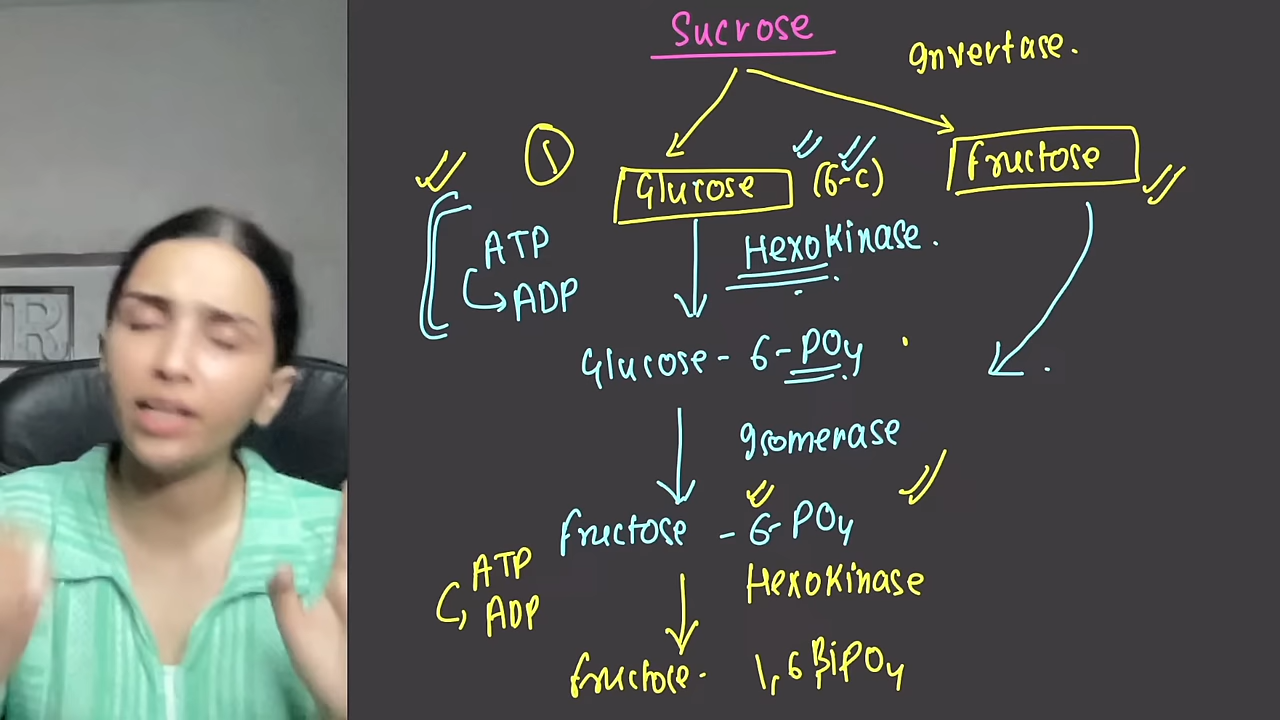 Sucrose
Invertase.
1
Glucose (6-C)
Fructose
ATP
ADP
Hexokinase.
Glucose - 6 - PO4
Isomerase
Fructose - 6 PO4
ATP
ADP
Hexokinase
Fructose - 1,6 BiPO4
R